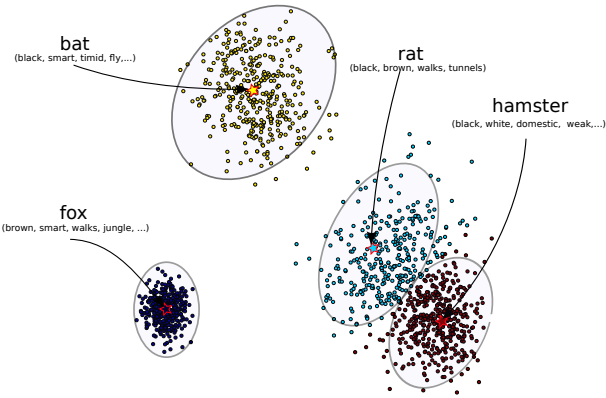 bat
(black, smart, timid, fly,...)
rat
(black, brown, walks, tunnels)
hamster
(black, white, domestic,  weak,...)
fox
(brown, smart, walks, jungle, ...)